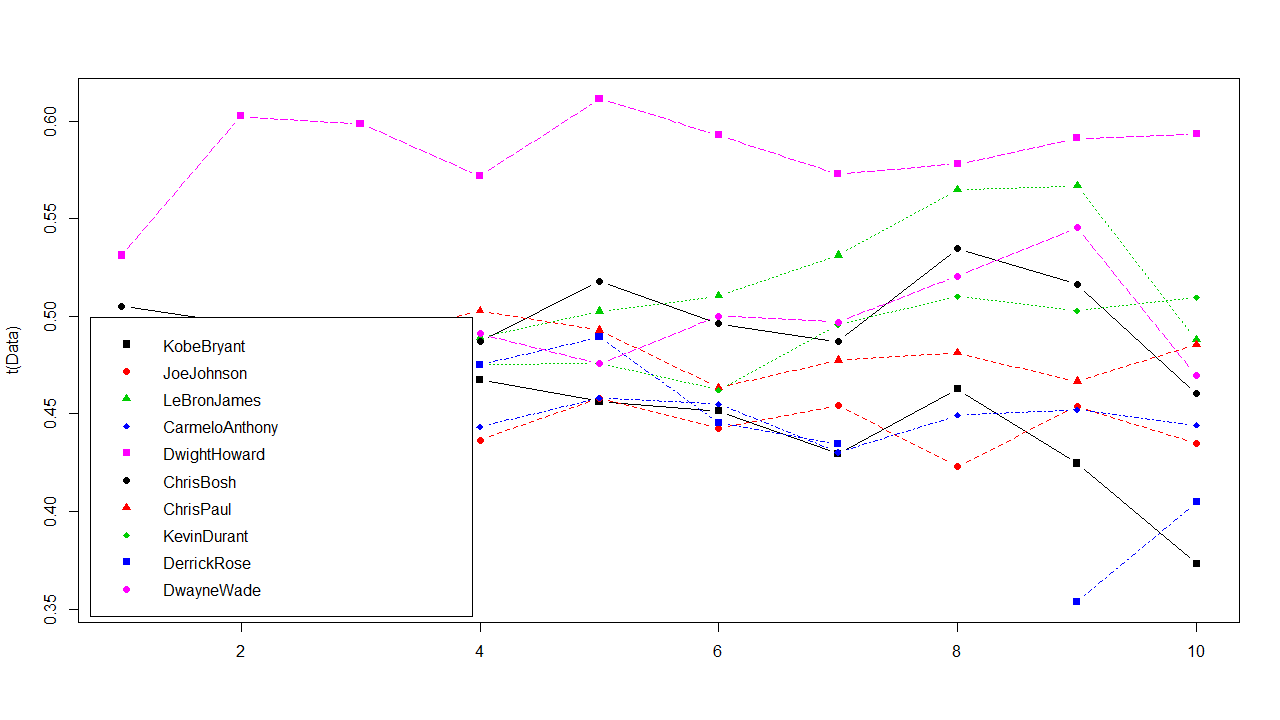 0.60
0.55
0.50
0.45
0.40
0.35
t(Data)
KobeBryant
JoeJohnson
LeBronJames
CarmeloAnthony
DwightHoward
ChrisBosh
ChrisPaul
KevinDurant
DerrickRose
DwayneWade
2 4 6 8 10